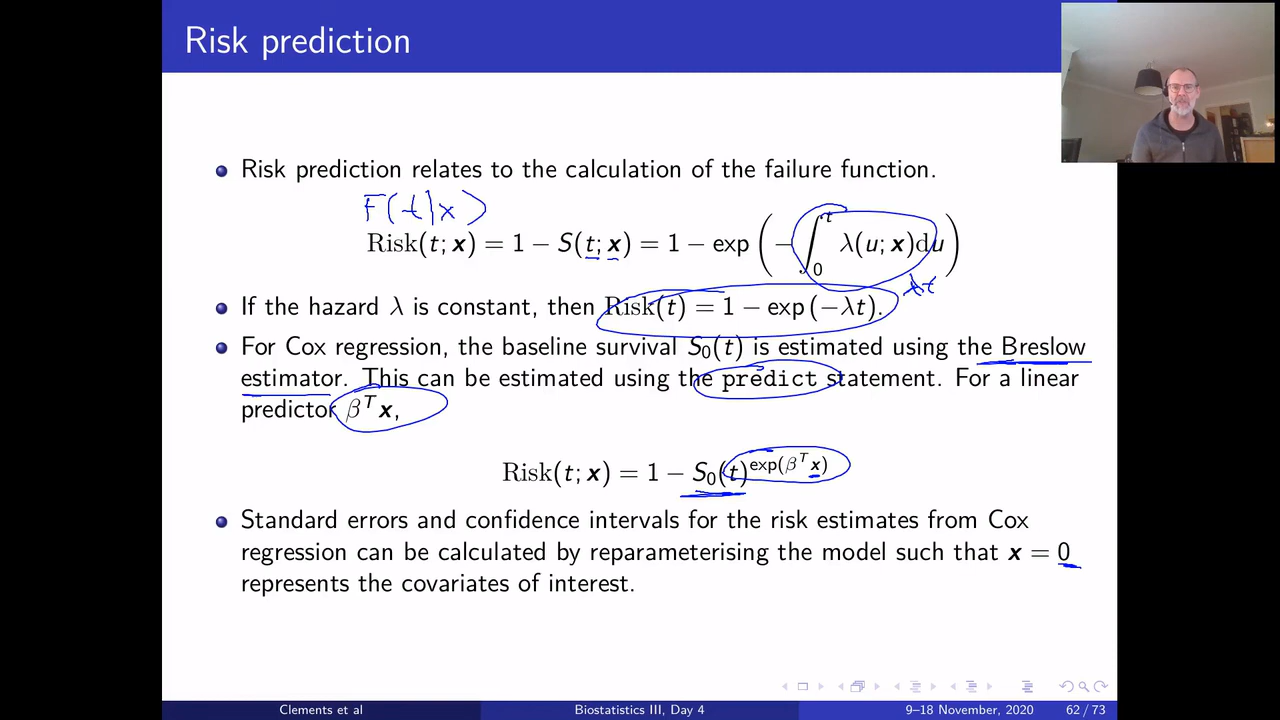 Risk prediction
Risk prediction relates to the calculation of the failure function.
F(t|x)
Risk(t; x) = 1 − S(t; x) = 1 − exp(−∫₀ᵗ λ(u; x)du)
λt
If the hazard λ is constant, then Risk(t) = 1 − exp (−λt).
For Cox regression, the baseline survival S₀(t) is estimated using the Breslow
estimator. This can be estimated using the predict statement. For a linear
predictor βᵀx,
Risk(t; x) = 1 − S₀(t)^exp(βᵀx)
Standard errors and confidence intervals for the risk estimates from Cox
regression can be calculated by reparameterising the model such that x = 0
represents the covariates of interest.
Clements et al Biostatistics III, Day 4 9–18 November, 2020 62 / 73